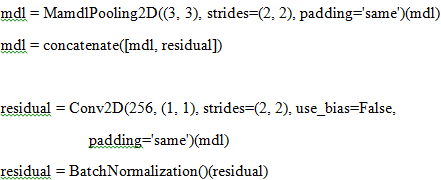 mdl = MamdlPooling2D((3, 3), strides=(2, 2), padding='same')(mdl)
mdl = concatenate([mdl, residual])
residual = Conv2D(256, (1, 1), strides=(2, 2), use_bias=False,
padding='same')(mdl)
residual = BatchNormalization()(residual)